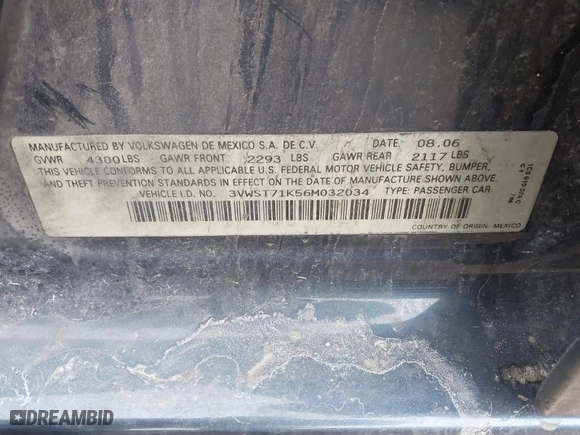 MANUFACTURED BY VOLKSWAGEN DE MEXICO S.A. DE C.V. DATE 08.06
GVWR 4300 LBS GAWR FRONT 2293 LBS GAWR REAR 2117 LBS
THIS VEHICLE CONFORMS TO ALL APPLICABLE U.S. FEDERAL MOTOR VEHICLE SAFETY, BUMPER,
AND THEFT PREVENTION STANDARDS IN EFFECT ON THE DATE OF MANUFACTURE SHOWN ABOVE.
VEHICLE I.D. NO. 3VWST71K56M032034 TYPE: PASSENGER CAR
COUNTRY OF ORIGIN: MEXICO
DREAMBID